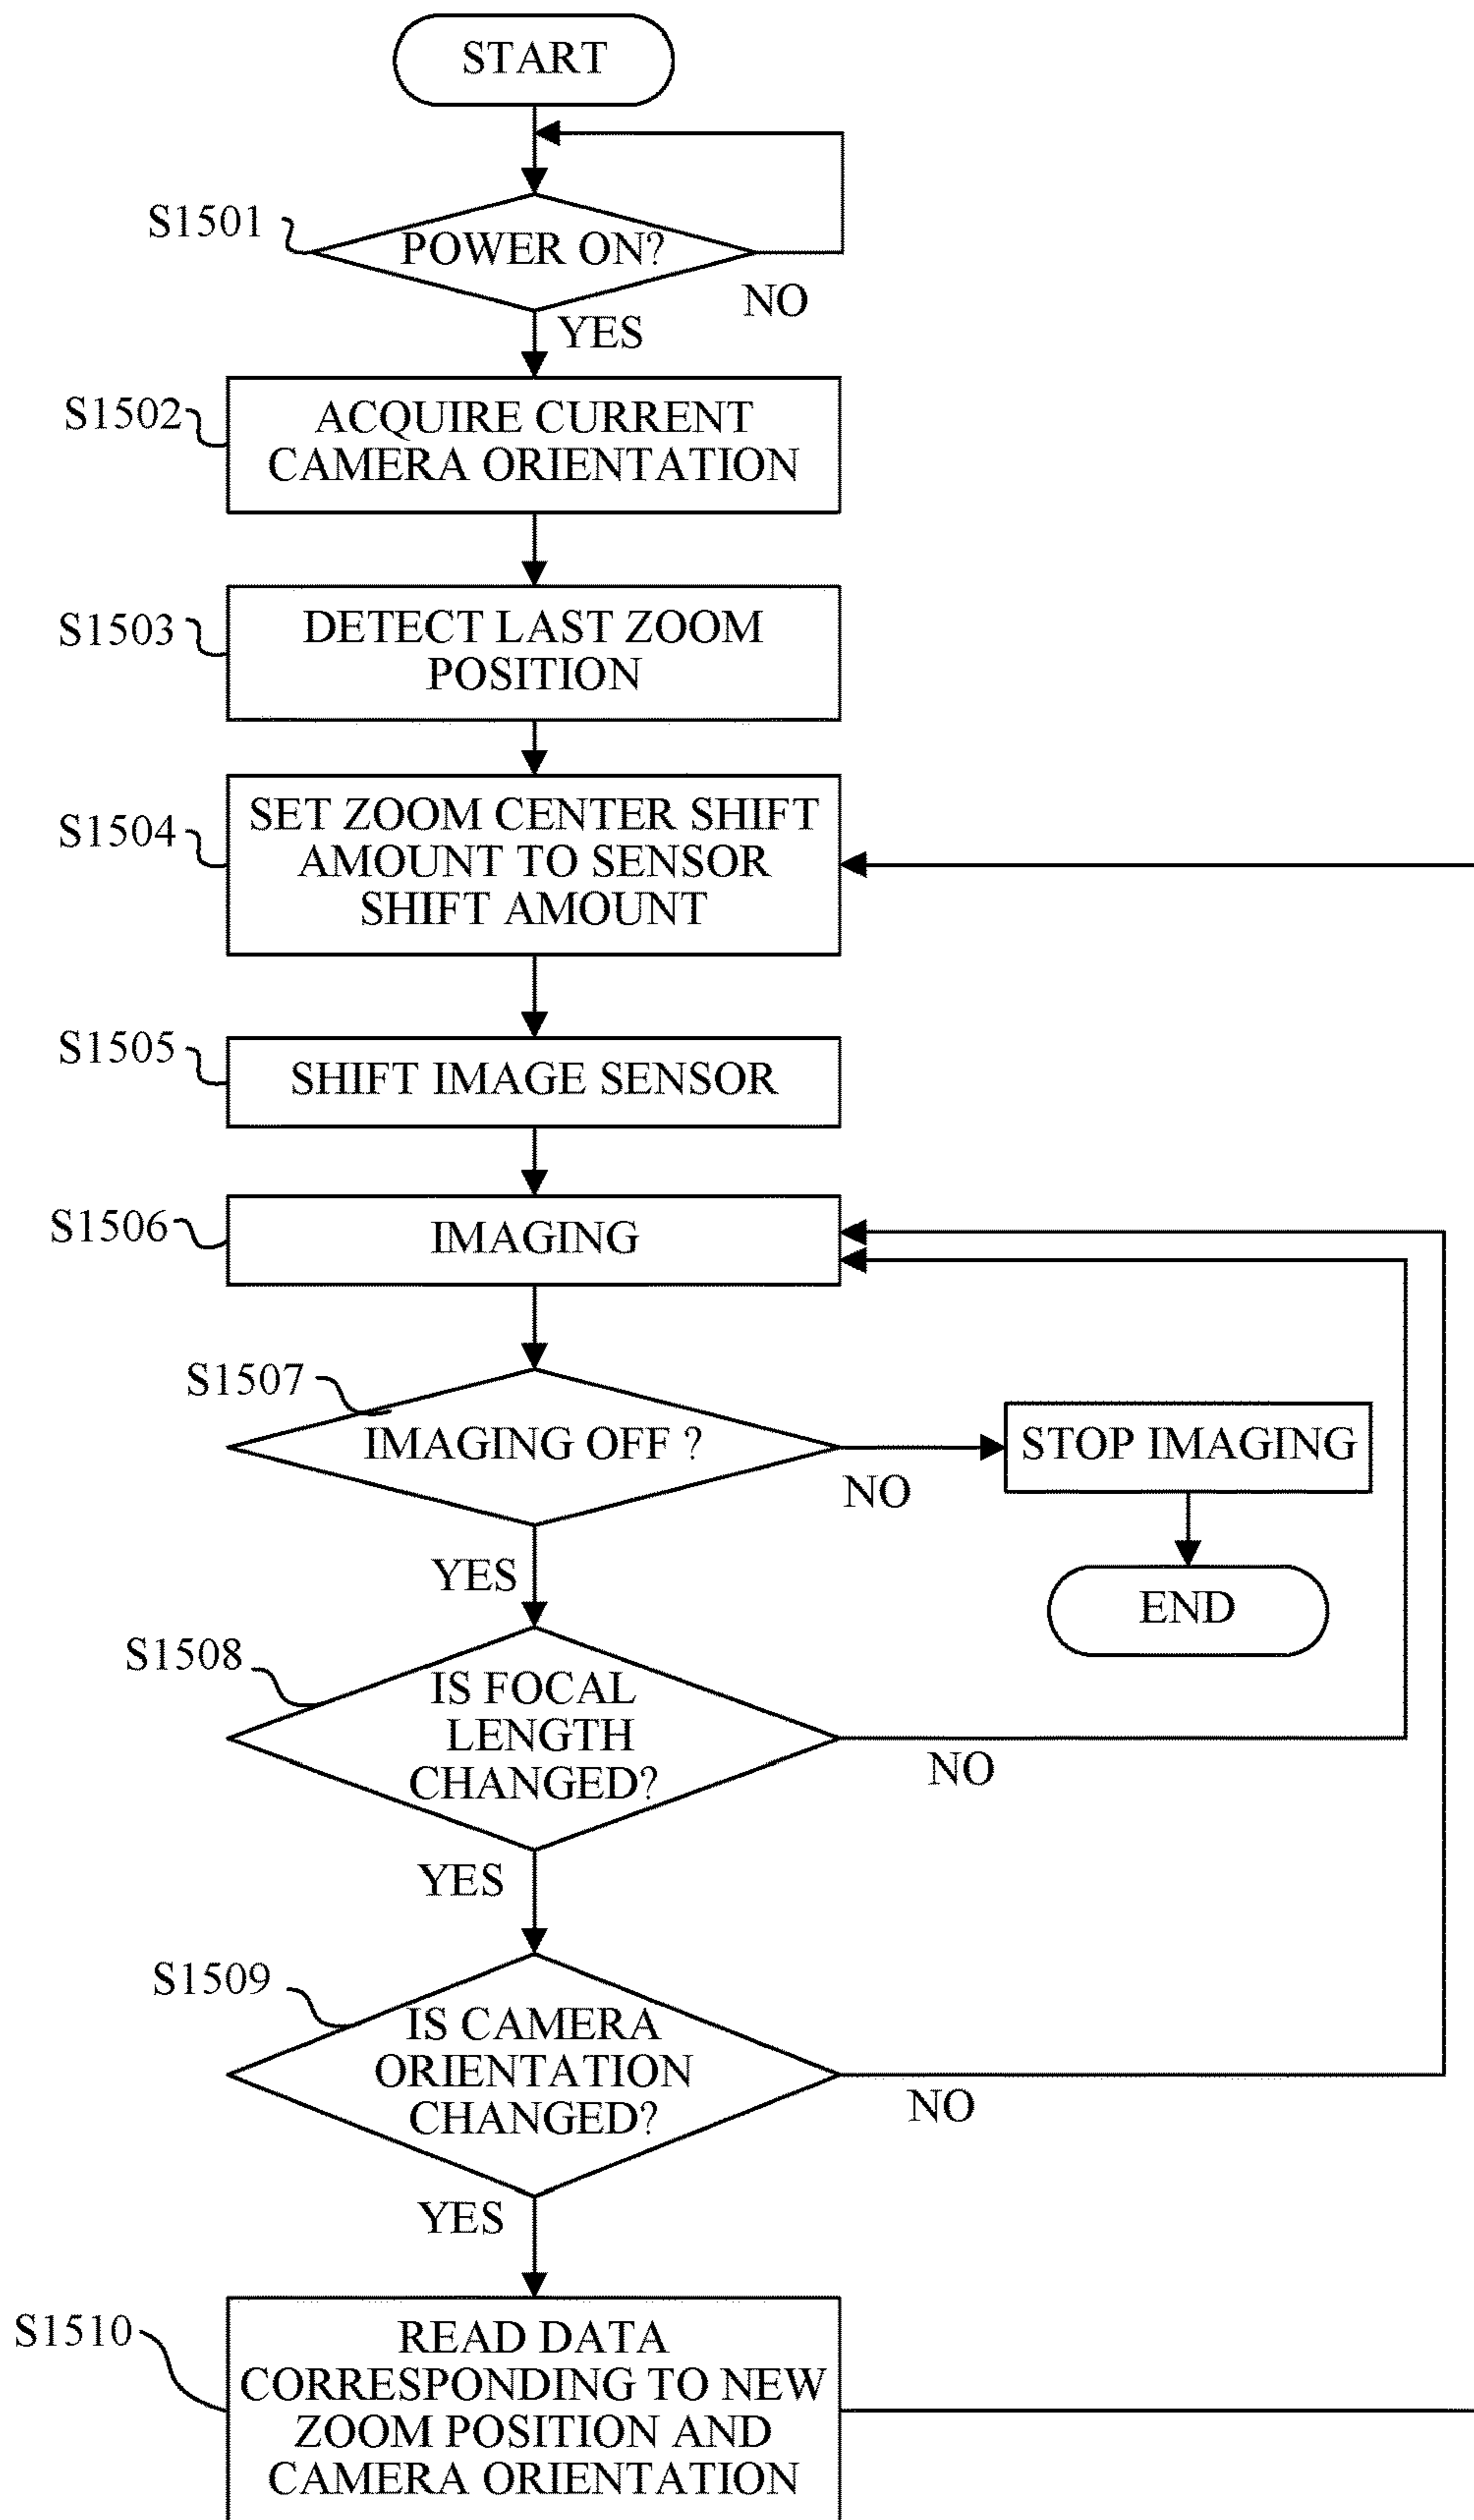 START
S1501
POWER ON?
NO
YES
S1502
ACQUIRE CURRENT
CAMERA ORIENTATION
S1503
DETECT LAST ZOOM
POSITION
S1504
SET ZOOM CENTER SHIFT
AMOUNT TO SENSOR
SHIFT AMOUNT
S1505
SHIFT IMAGE SENSOR
S1506
IMAGING
S1507
IMAGING OFF ?
NO
STOP IMAGING
END
YES
S1508
IS FOCAL
LENGTH
CHANGED?
NO
YES
S1509
IS CAMERA
ORIENTATION
CHANGED?
NO
YES
S1510
READ DATA
CORRESPONDING TO NEW
ZOOM POSITION AND
CAMERA ORIENTATION